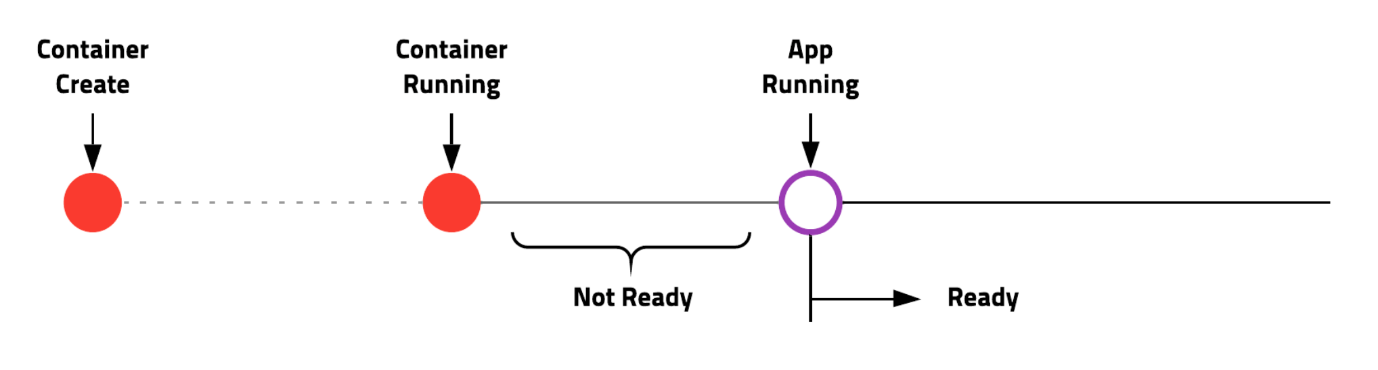 Container
Create
Container
Running
App
Running
Not Ready
Ready